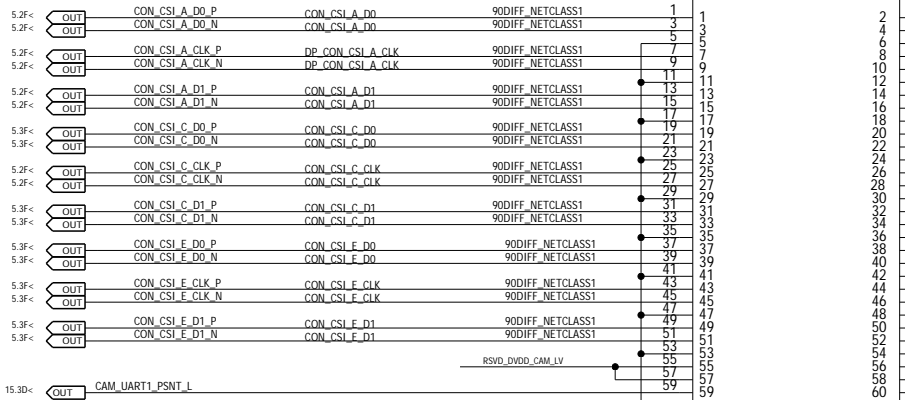 5.2F< OUT CON_CSI_A_D0_P CON_CSI_A_D0 90DIFF_NETCLASS1 1 1 2
5.2F< OUT CON_CSI_A_D0_N CON_CSI_A_D0 90DIFF_NETCLASS1 3 3 4
5 5 6
5.2F< OUT CON_CSI_A_CLK_P DP_CON_CSI_A_CLK 90DIFF_NETCLASS1 7 7 8
5.2F< OUT CON_CSI_A_CLK_N DP_CON_CSI_A_CLK 90DIFF_NETCLASS1 9 9 10
11 11 12
5.2F< OUT CON_CSI_A_D1_P CON_CSI_A_D1 90DIFF_NETCLASS1 13 13 14
5.2F< OUT CON_CSI_A_D1_N CON_CSI_A_D1 90DIFF_NETCLASS1 15 15 16
17 17 18
5.3F< OUT CON_CSI_C_D0_P CON_CSI_C_D0 90DIFF_NETCLASS1 19 19 20
5.3F< OUT CON_CSI_C_D0_N CON_CSI_C_D0 90DIFF_NETCLASS1 21 21 22
23 23 24
5.2F< OUT CON_CSI_C_CLK_P CON_CSI_C_CLK 90DIFF_NETCLASS1 25 25 26
5.2F< OUT CON_CSI_C_CLK_N CON_CSI_C_CLK 90DIFF_NETCLASS1 27 27 28
29 29 30
5.3F< OUT CON_CSI_C_D1_P CON_CSI_C_D1 90DIFF_NETCLASS1 31 31 32
5.3F< OUT CON_CSI_C_D1_N CON_CSI_C_D1 90DIFF_NETCLASS1 33 33 34
35 35 36
5.3F< OUT CON_CSI_E_D0_P CON_CSI_E_D0 90DIFF_NETCLASS1 37 37 38
5.3F< OUT CON_CSI_E_D0_N CON_CSI_E_D0 90DIFF_NETCLASS1 39 39 40
41 41 42
5.3F< OUT CON_CSI_E_CLK_P CON_CSI_E_CLK 90DIFF_NETCLASS1 43 43 44
5.3F< OUT CON_CSI_E_CLK_N CON_CSI_E_CLK 90DIFF_NETCLASS1 45 45 46
47 47 48
5.3F< OUT CON_CSI_E_D1_P CON_CSI_E_D1 90DIFF_NETCLASS1 49 49 50
5.3F< OUT CON_CSI_E_D1_N CON_CSI_E_D1 90DIFF_NETCLASS1 51 51 52
53 53 54
RSVD_DVDD_CAM_LV 55 55 56
57 57 58
15.3D< OUT CAM_UART1_PSNT_L 59 59 60